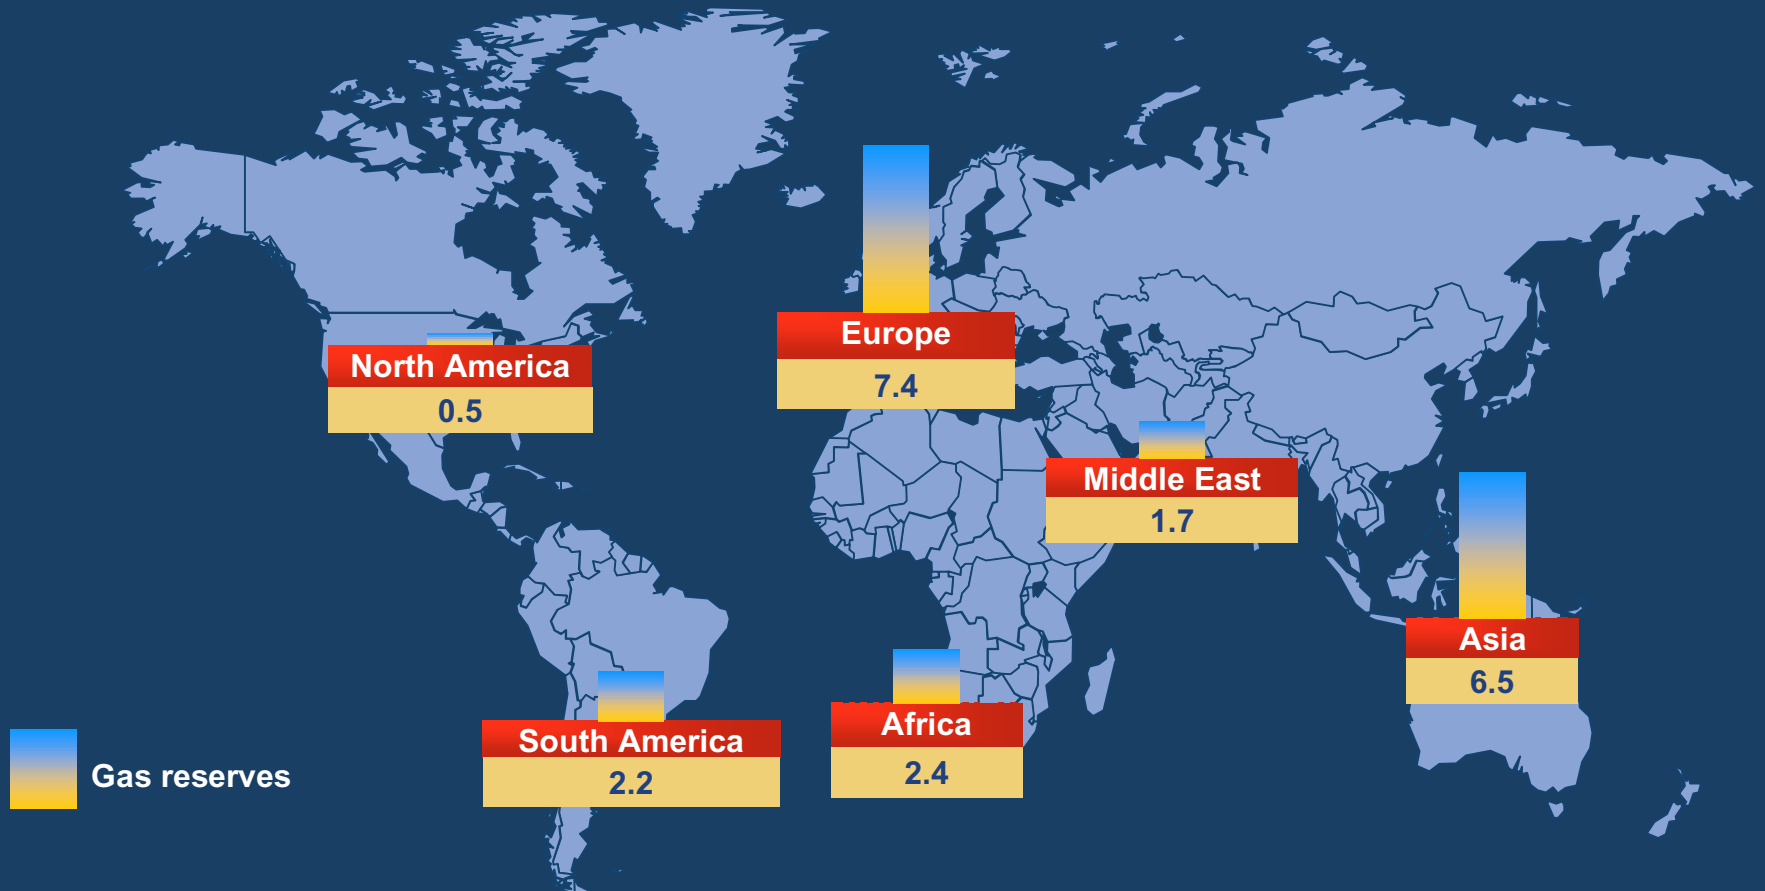 Europe
7.4
North America
0.5
Middle East
1.7
Asia
6.5
South America
2.2
Africa
2.4
Gas reserves